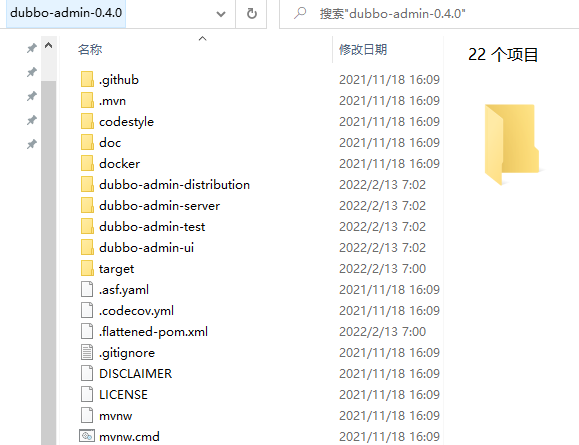 dubbo-admin-0.4.0
搜索"dubbo-admin-0.4.0"
名称 修改日期
22 个项目
.github 2021/11/18 16:09
.mvn 2021/11/18 16:09
codestyle 2021/11/18 16:09
doc 2021/11/18 16:09
docker 2021/11/18 16:09
dubbo-admin-distribution 2022/2/13 7:02
dubbo-admin-server 2022/2/13 7:02
dubbo-admin-test 2022/2/13 7:02
dubbo-admin-ui 2022/2/13 7:02
target 2022/2/13 7:00
.asf.yaml 2021/11/18 16:09
.codecov.yml 2021/11/18 16:09
.flattened-pom.xml 2022/2/13 7:00
.gitignore 2021/11/18 16:09
DISCLAIMER 2021/11/18 16:09
LICENSE 2021/11/18 16:09
mvnw 2021/11/18 16:09
mvnw.cmd 2021/11/18 16:09